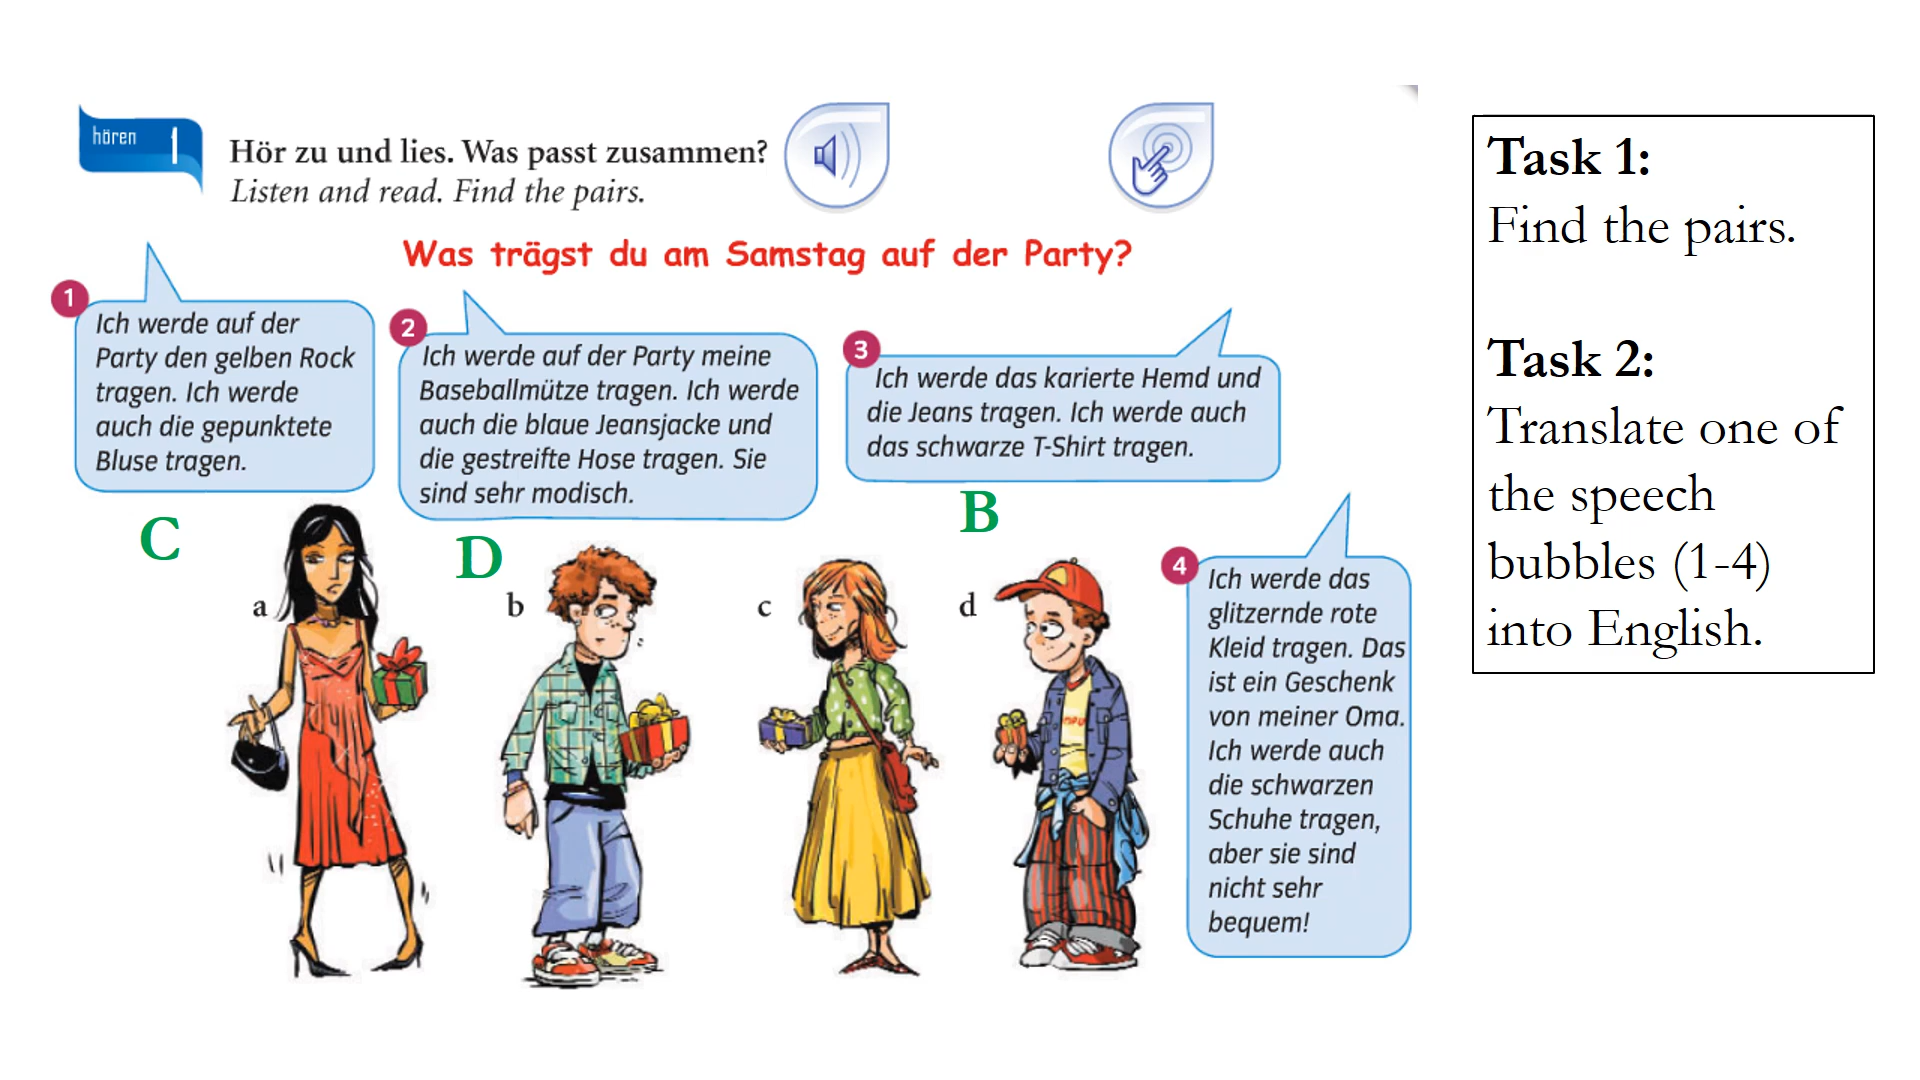 hören 1
Hör zu und lies. Was passt zusammen?
Listen and read. Find the pairs.
Was trägst du am Samstag auf der Party?
1
Ich werde auf der
Party den gelben Rock
tragen. Ich werde
auch die gepunktete
Bluse tragen.
2
Ich werde auf der Party meine
Baseballmütze tragen. Ich werde
auch die blaue Jeansjacke und
die gestreifte Hose tragen. Sie
sind sehr modisch.
3
Ich werde das karierte Hemd und
die Jeans tragen. Ich werde auch
das schwarze T-Shirt tragen.
4
Ich werde das
glitzernde rote
Kleid tragen. Das
ist ein Geschenk
von meiner Oma.
Ich werde auch
die schwarzen
Schuhe tragen,
aber sie sind
nicht sehr
bequem!
C
D
B
a
b
c
d
Task 1:
Find the pairs.
Task 2:
Translate one of
the speech
bubbles (1-4)
into English.